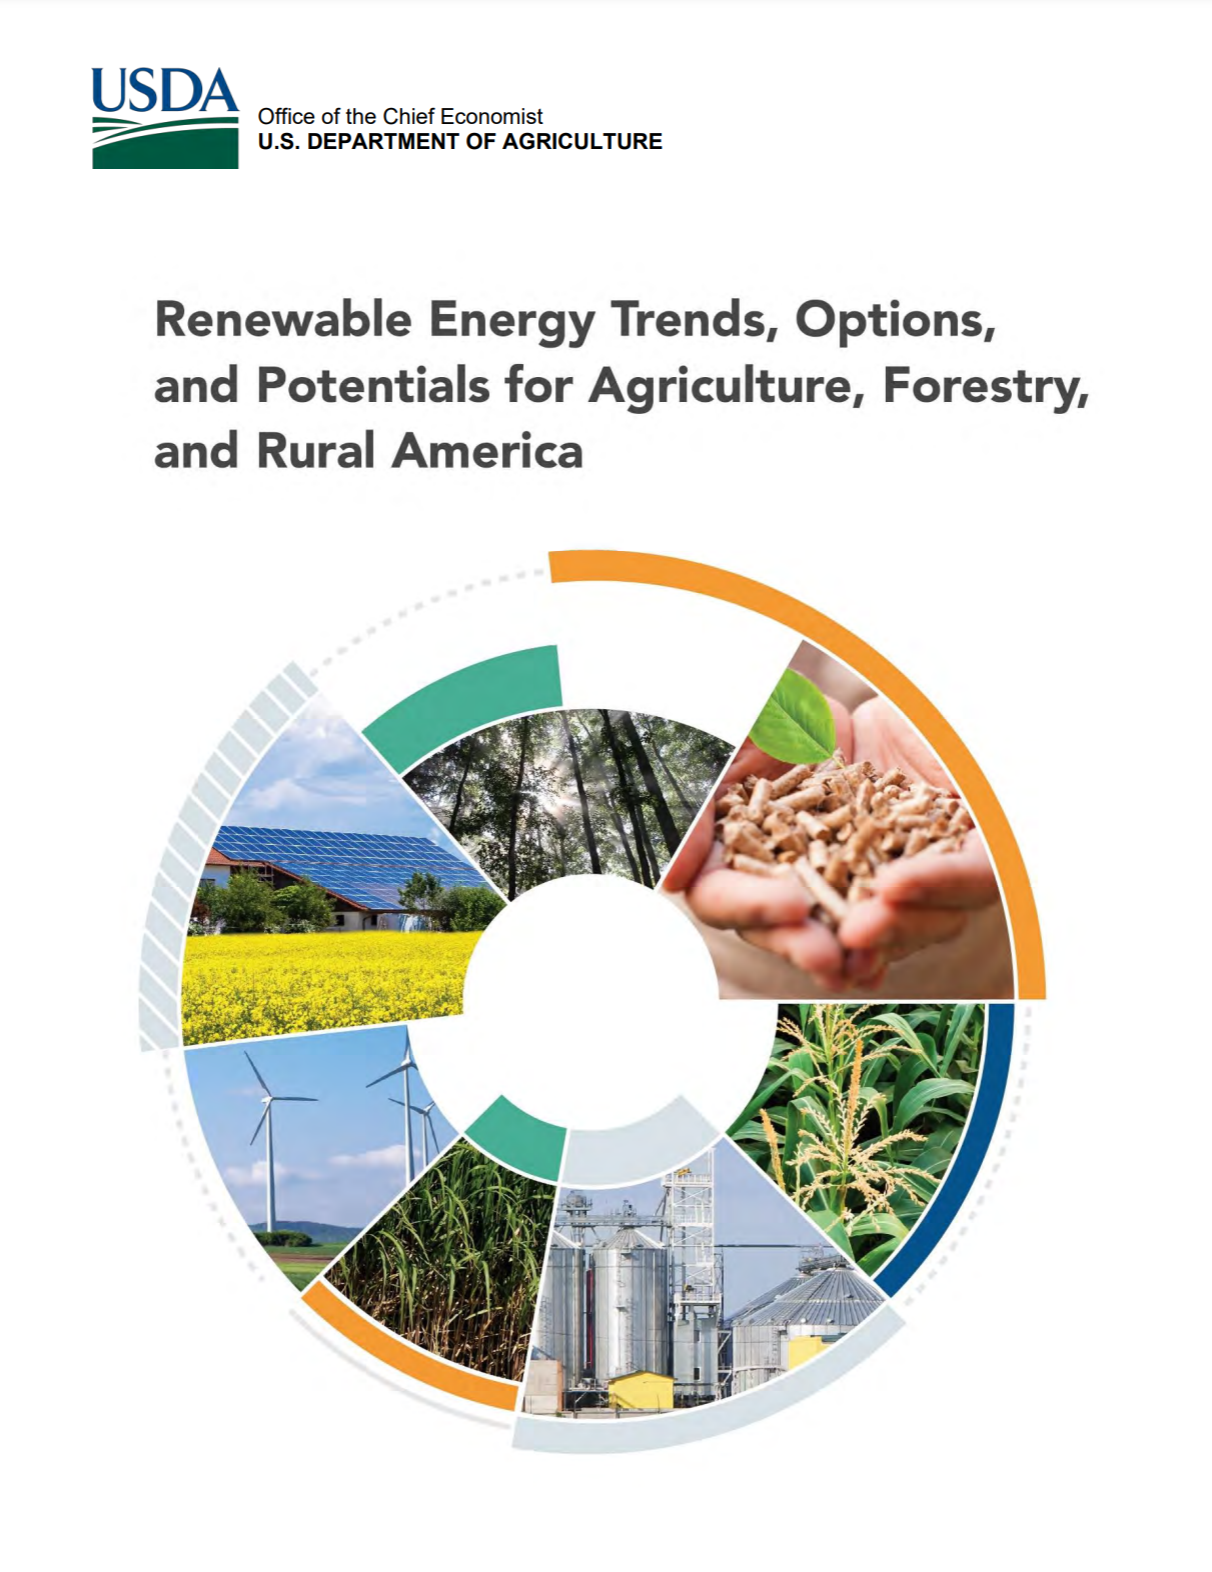 USDA
Office of the Chief Economist
U.S. DEPARTMENT OF AGRICULTURE
Renewable Energy Trends, Options,
and Potentials for Agriculture, Forestry,
and Rural America